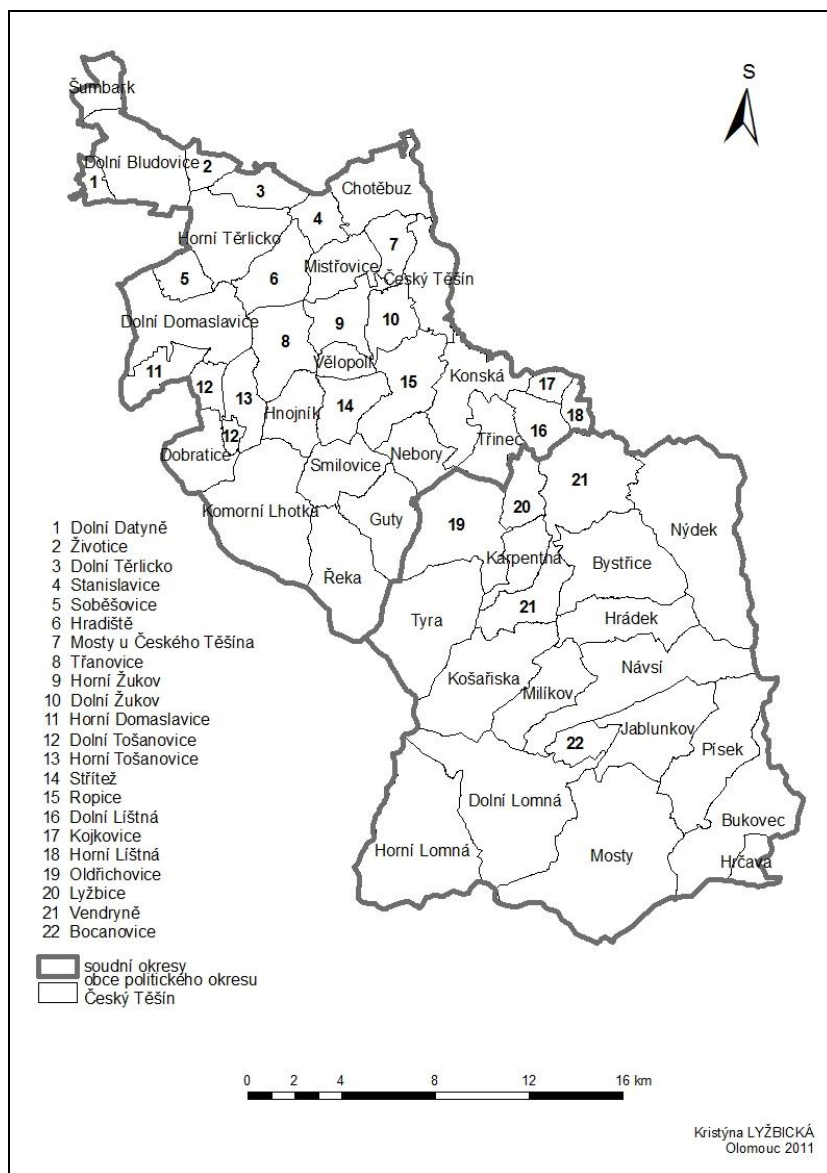 S
Šumbark
Dolní Bludovice
2
1
3
Chotěbuz
4
Horní Těrlicko
7
Mistřovice
5
6
Český Těšín
Dolní Domaslavice
9
10
8
Vělopolí
11
Konská
17
12
13
15
Hnojník
14
18
16
12
Třinec
Dobratice
Nebory
Smilovice
21
Komorní Lhotka
20
Guty
19
Nýdek
Karpentná
Bystřice
Řeka
21
Tyra
Hrádek
Návsí
Košařiska
Milíkov
Jablunkov
22
Písek
Dolní Lomná
Bukovec
Horní Lomná
Mosty
Hrčava
1 Dolní Datyně
2 Životice
3 Dolní Těrlicko
4 Stanislavice
5 Soběšovice
6 Hradiště
7 Mosty u Českého Těšína
8 Třanovice
9 Horní Žukov
10 Dolní Žukov
11 Horní Domaslavice
12 Dolní Tošanovice
13 Horní Tošanovice
14 Střítež
15 Ropice
16 Dolní Líštná
17 Kojkovice
18 Horní Líštná
19 Oldřichovice
20 Lyžbice
21 Vendryně
22 Bocanovice
soudní okresy
obce politického okresu
Český Těšín
0 2 4 8 12 16 km
Kristýna LYŽBICKÁ
Olomouc 2011